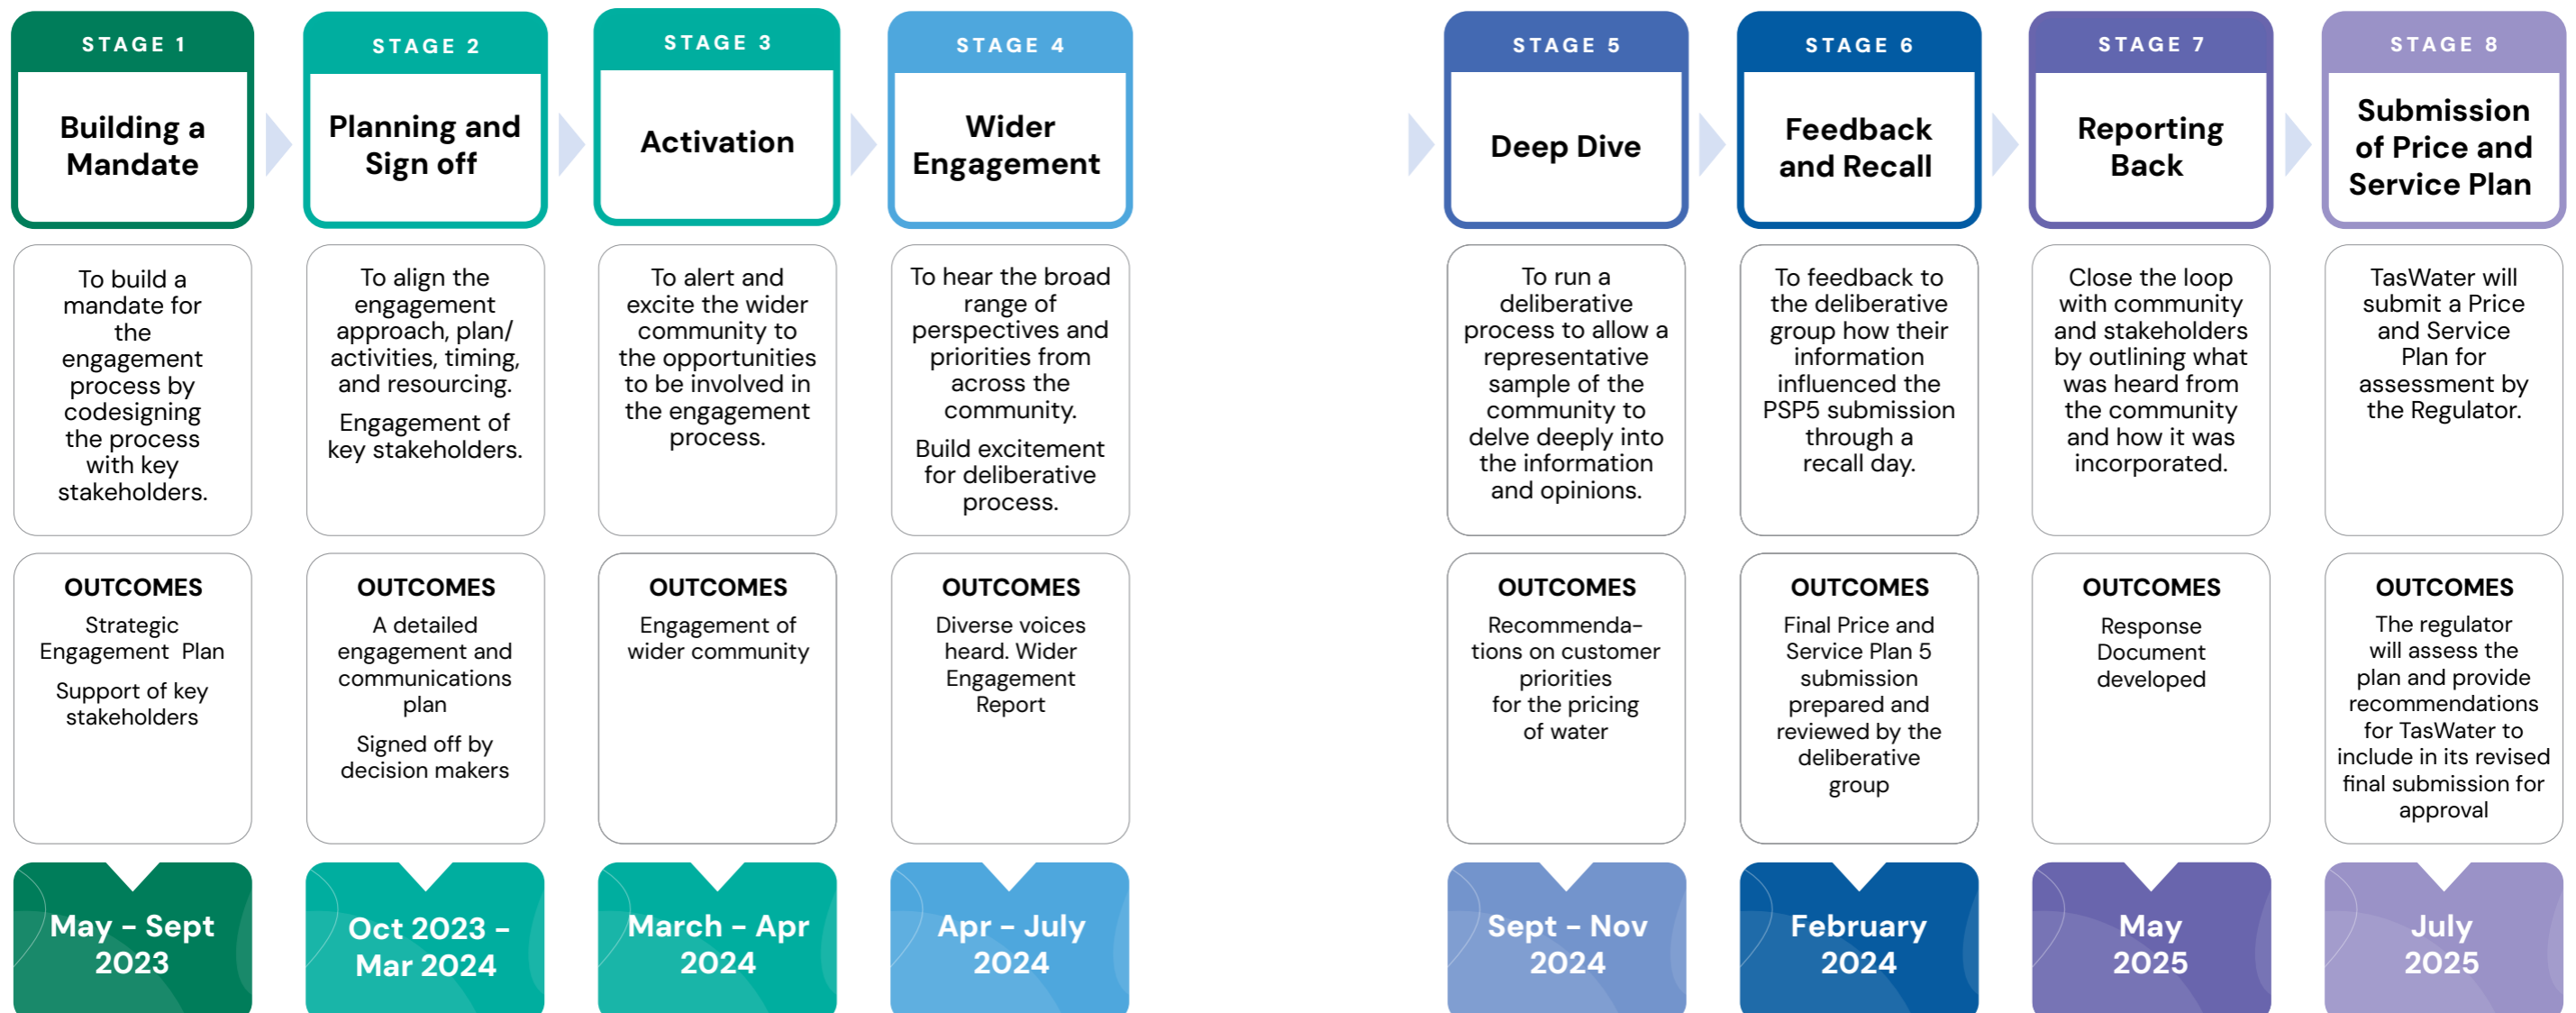 STAGE 1
Building a
Mandate
To build a
mandate for
the
engagement
process by
codesigning
the process
with key
stakeholders.
OUTCOMES
Strategic
Engagement Plan
Support of key
stakeholders
May - Sept
2023
STAGE 2
Planning and
Sign off
To align the
engagement
approach, plan/
activities, timing,
and resourcing.
Engagement of
key stakeholders.
OUTCOMES
A detailed
engagement and
communications
plan
Signed off by
decision makers
Oct 2023 -
Mar 2024
STAGE 3
Activation
To alert and
excite the wider
community to
the opportunities
to be involved in
the engagement
process.
OUTCOMES
Engagement of
wider community
March - Apr
2024
STAGE 4
Wider
Engagement
To hear the broad
range of
perspectives and
priorities from
across the
community.
Build excitement
for deliberative
process.
OUTCOMES
Diverse voices
heard. Wider
Engagement
Report
Apr - July
2024
STAGE 5
Deep Dive
To run a
deliberative
process to allow a
representative
sample of the
community to
delve deeply into
the information
and opinions.
OUTCOMES
Recommenda-
tions on customer
priorities
for the pricing
of water
Sept - Nov
2024
STAGE 6
Feedback
and Recall
To feedback to
the deliberative
group how their
information
influenced the
PSP5 submission
through a
recall day.
OUTCOMES
Final Price and
Service Plan 5
submission
prepared and
reviewed by the
deliberative
group
February
2024
STAGE 7
Reporting
Back
Close the loop
with community
and stakeholders
by outlining what
was heard from
the community
and how it was
incorporated.
OUTCOMES
Response
Document
developed
May
2025
STAGE 8
Submission
of Price and
Service Plan
TasWater will
submit a Price
and Service
Plan for
assessment by
the Regulator.
OUTCOMES
The regulator
will assess the
plan and provide
recommendations
for TasWater to
include in its revised
final submission for
approval
July
2025